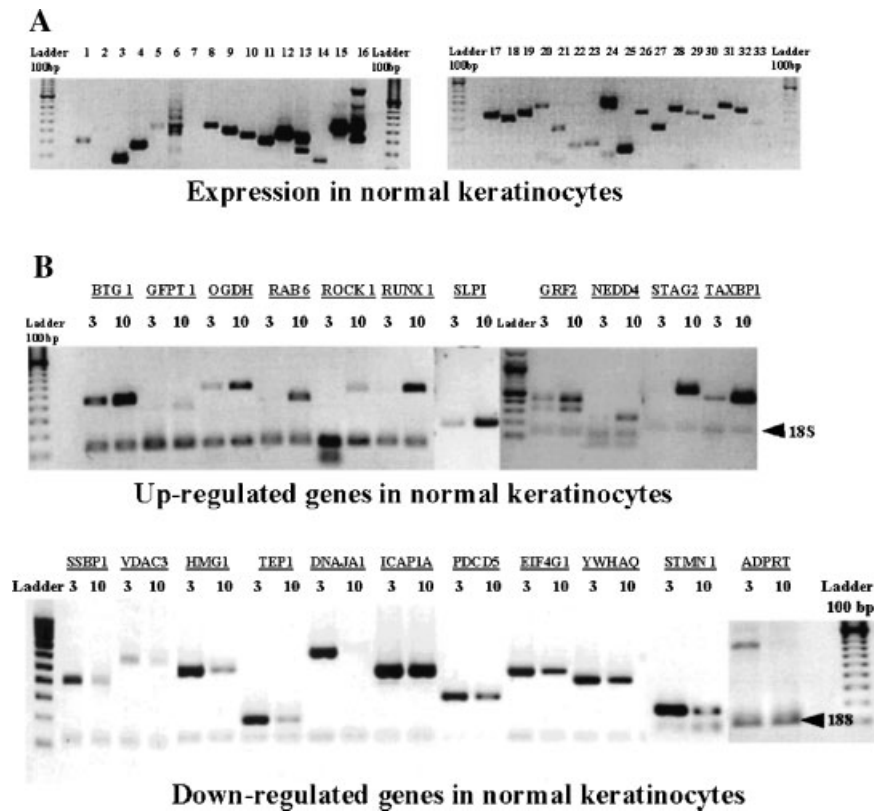 A
Ladder 1 2 3 4 5 6 7 8 9 10 11 12 13 14 15 16 Ladder
100bp 100bp
Ladder 17 18 19 20 21 22 23 24 25 26 27 28 29 30 31 32 33 Ladder
100bp 100bp
Expression in normal keratinocytes
B
BTG 1 GFPT 1 OGDH RAB 6 ROCK 1 RUNX 1 SLPI GRF2 NEDD4 STAG2 TAXBP1
Ladder 3 10 3 10 3 10 3 10 3 10 3 10 3 10 Ladder 3 10 3 10 3 10 3 10
100bp
18S
Up-regulated genes in normal keratinocytes
SSBP1 VDAC3 HMG1 TEP1 DNAJA1 ICAP1A PDCD5 EIF4G1 YWHAQ STMN 1 ADPRT
Ladder 3 10 3 10 3 10 3 10 3 10 3 10 3 10 3 10 3 10 3 10 3 10 Ladder
100 bp
18S
Down-regulated genes in normal keratinocytes